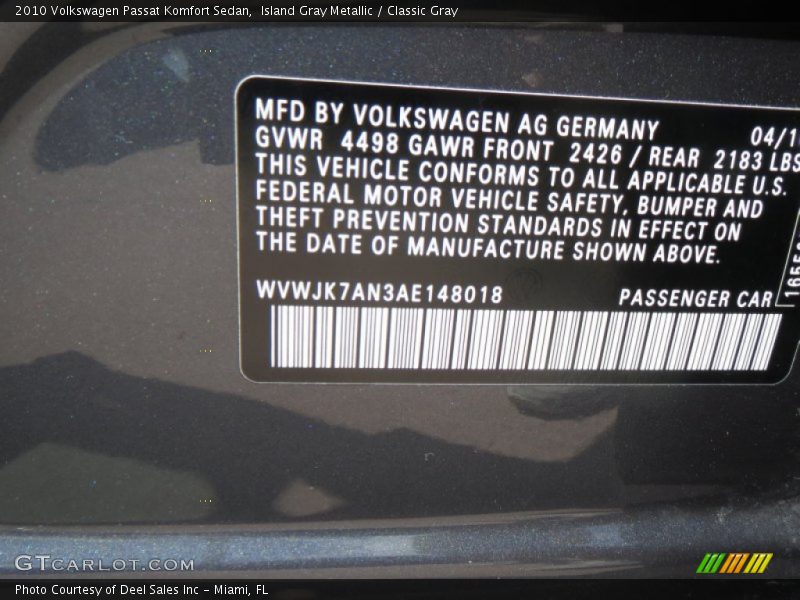 2010 Volkswagen Passat Komfort Sedan,  Island Gray Metallic / Classic Gray
MFD BY VOLKSWAGEN AG GERMANY
04/1
GVWR 4498 GAWR FRONT 2426 / REAR 2183 LBS
THIS VEHICLE CONFORMS TO ALL APPLICABLE U.S.
FEDERAL MOTOR VEHICLE SAFETY, BUMPER AND
THEFT PREVENTION STANDARDS IN EFFECT ON
THE DATE OF MANUFACTURE SHOWN ABOVE.
WVWJK7AN3AE148018
PASSENGER CAR
GTCARLOT.COM
Photo Courtesy of Deel Sales Inc - Miami, FL